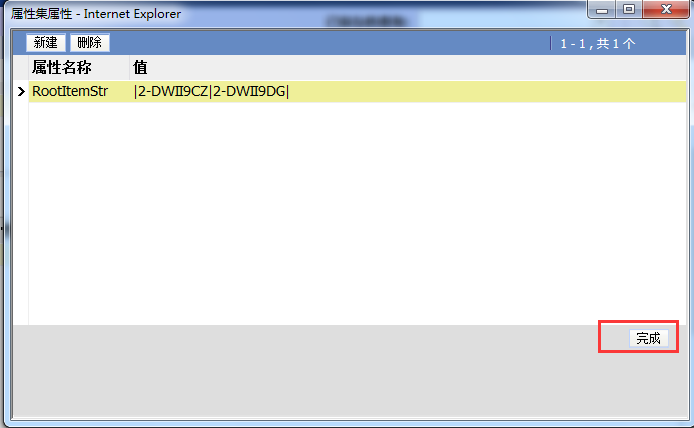 属性集属性 - Internet Explorer
新建 删除 1 - 1 , 共 1 个
属性名称 值
RootItemStr |2-DWII9CZ|2-DWII9DG|
完成